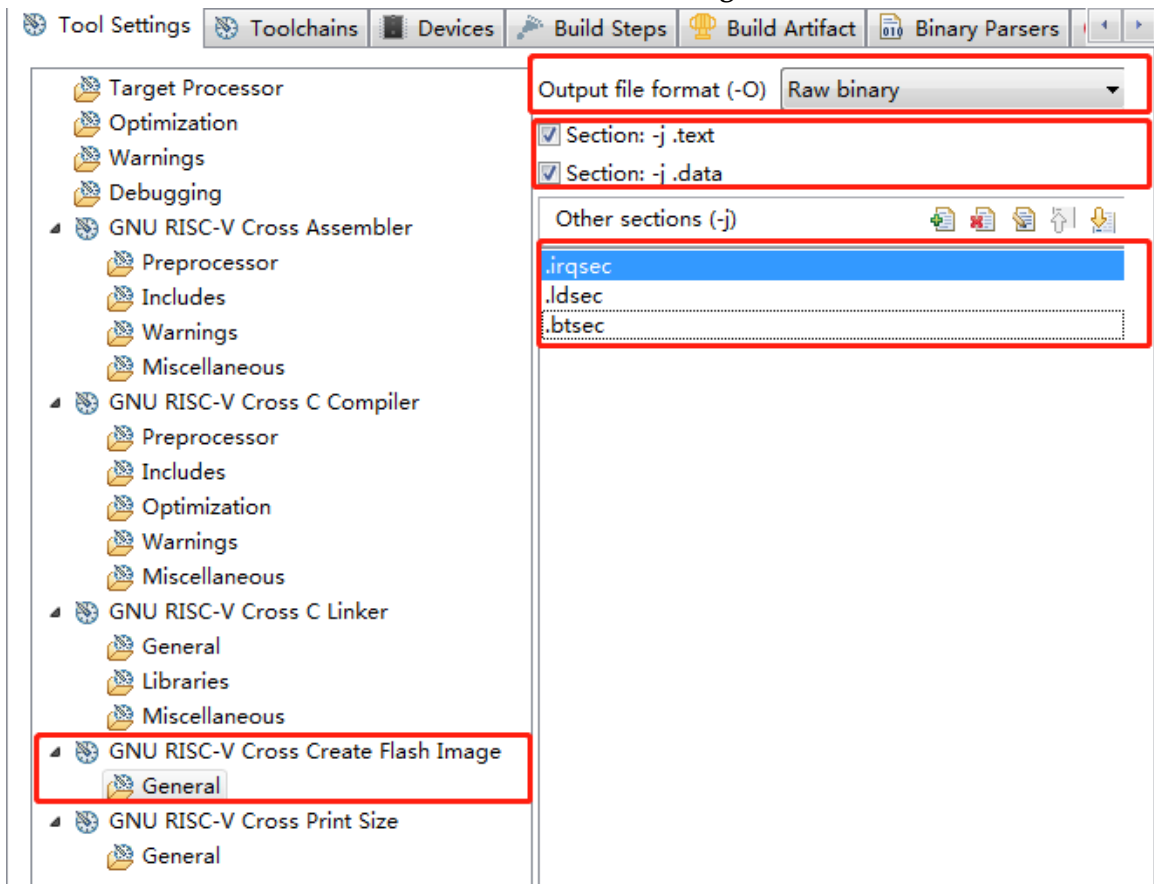 Tool Settings Toolchains Devices Build Steps Build Artifact Binary Parsers
Target Processor
Optimization
Warnings
Debugging
GNU RISC-V Cross Assembler
Preprocessor
Includes
Warnings
Miscellaneous
GNU RISC-V Cross C Compiler
Preprocessor
Includes
Optimization
Warnings
Miscellaneous
GNU RISC-V Cross C Linker
General
Libraries
Miscellaneous
GNU RISC-V Cross Create Flash Image
General
GNU RISC-V Cross Print Size
General
Output file format (-O) Raw binary
Section: -j .text
Section: -j .data
Other sections (-j)
.irqsec
.ldsec
.btsec